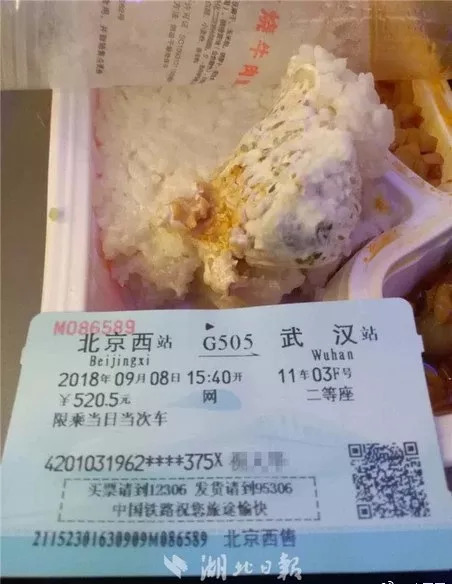 烧牛肉
M086589
北京西站 G505 武汉站
Beijingxi Wuhan
2018年09月08日 15:40开 11车03F号
￥520.5元 网 二等座
限乘当日当次车
4201031962****375X
买票请到12306 发货请到95306
中国铁路祝您旅途愉快
21152301630909M086589 北京西售
湖北日报